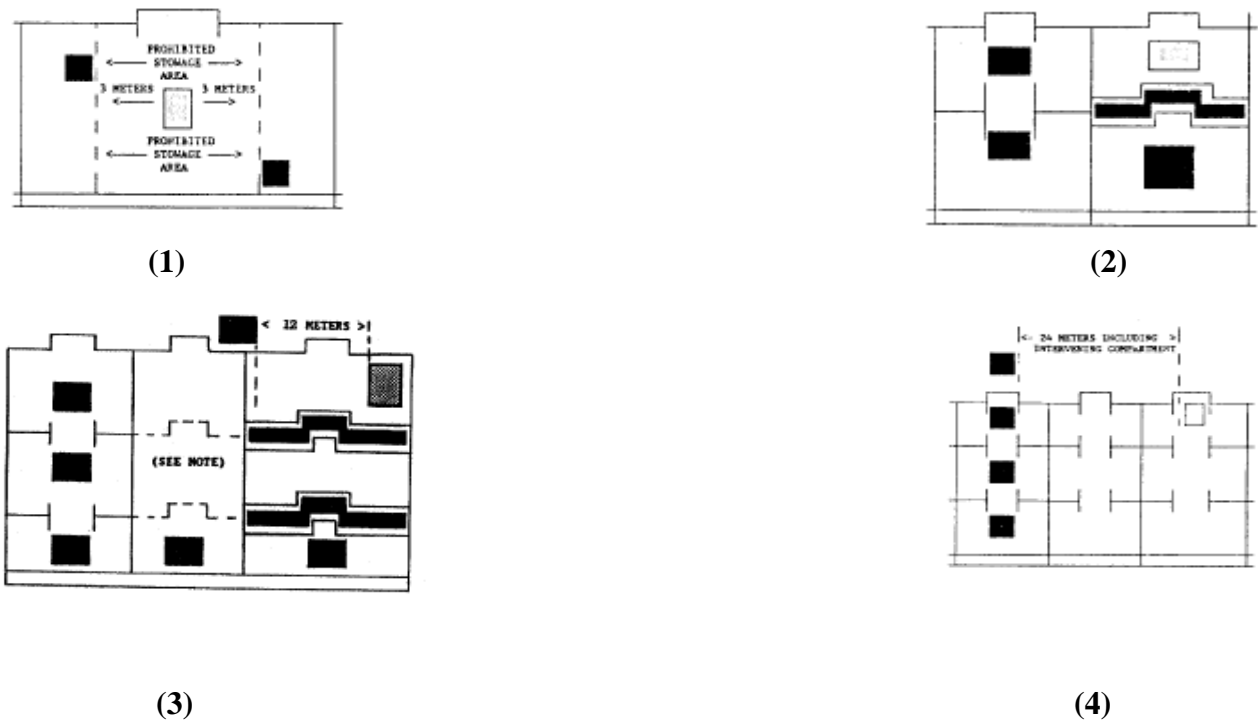 PROHIBITED
<- STOWAGE ->
AREA
3 METERS 3 METERS
<- ->
PROHIBITED
<- STOWAGE ->
AREA
(1)
(2)
< 12 METERS >
(SEE NOTE)
<- 24 METERS INCLUDING >
INTERVENING COMPARTMENT
(3)
(4)